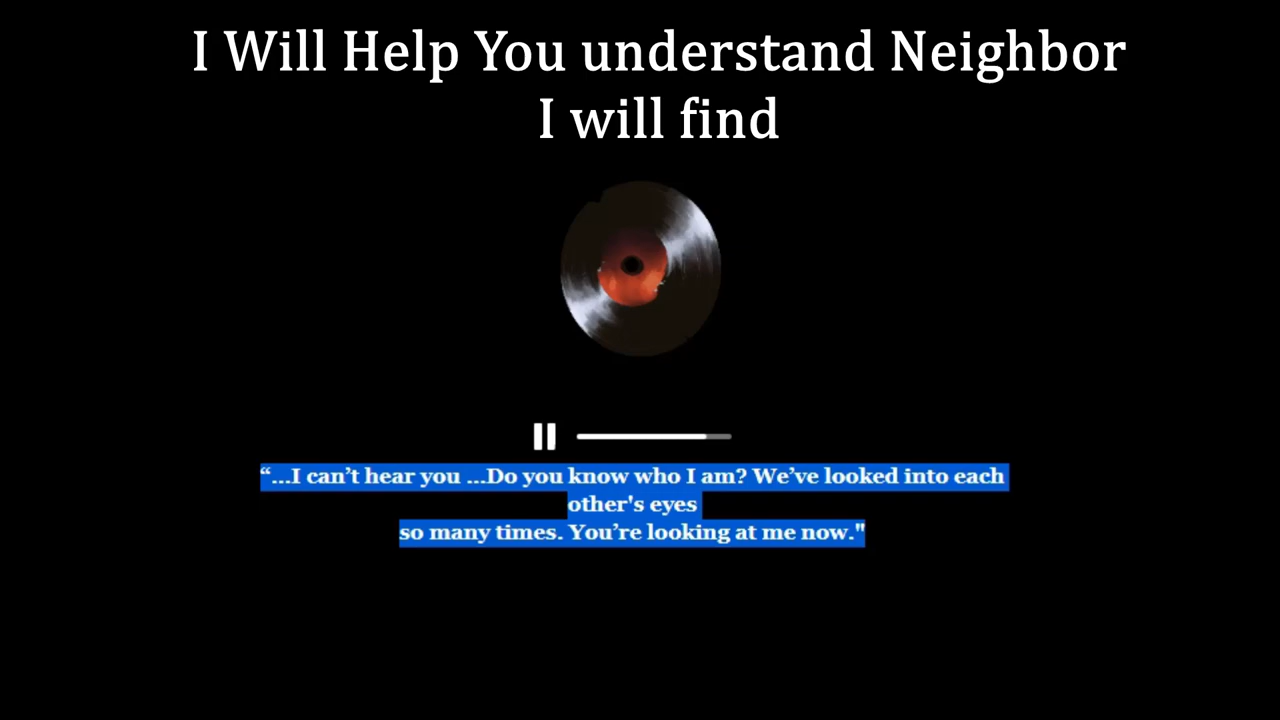 I Will Help You understand Neighbor
I will find
“...I can’t hear you ...Do you know who I am? We’ve looked into each
other's eyes
so many times. You’re looking at me now."